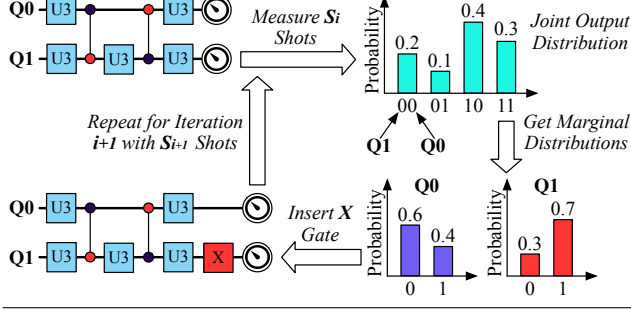 Q0 U3 U3
Q1 U3 U3 U3
Measure Si
Shots
Probability
0.2 0.1 0.4 0.3
00 01 10 11
Q1 Q0
Joint Output
Distribution
Repeat for Iteration
i+1 with Si+1 Shots
Get Marginal
Distributions
Q0 U3 U3
Q1 U3 U3 U3 X
Insert X
Gate
Q0
Probability
0.6 0.4
0 1
Q1
Probability
0.3 0.7
0 1